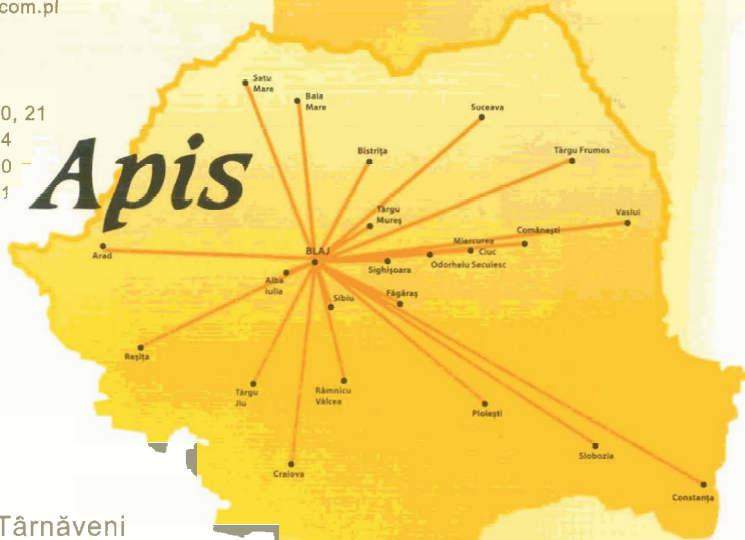 com.pl
0, 21
4
0
1
Apis
Satu
Mare
Baia
Mare
Suceava
Bistrița
Târgu Frumos
Târgu
Mureș
Vaslui
Comănești
Miercurea
Ciuc
Arad
BLAJ
Sighișoara
Odorheiu Secuiesc
Alba
iulia
Sibiu
Făgăraș
Reșița
Târgu
Jiu
Râmnicu
Vâlcea
Ploiești
Slobozia
Craiova
Constanța
Târnăveni